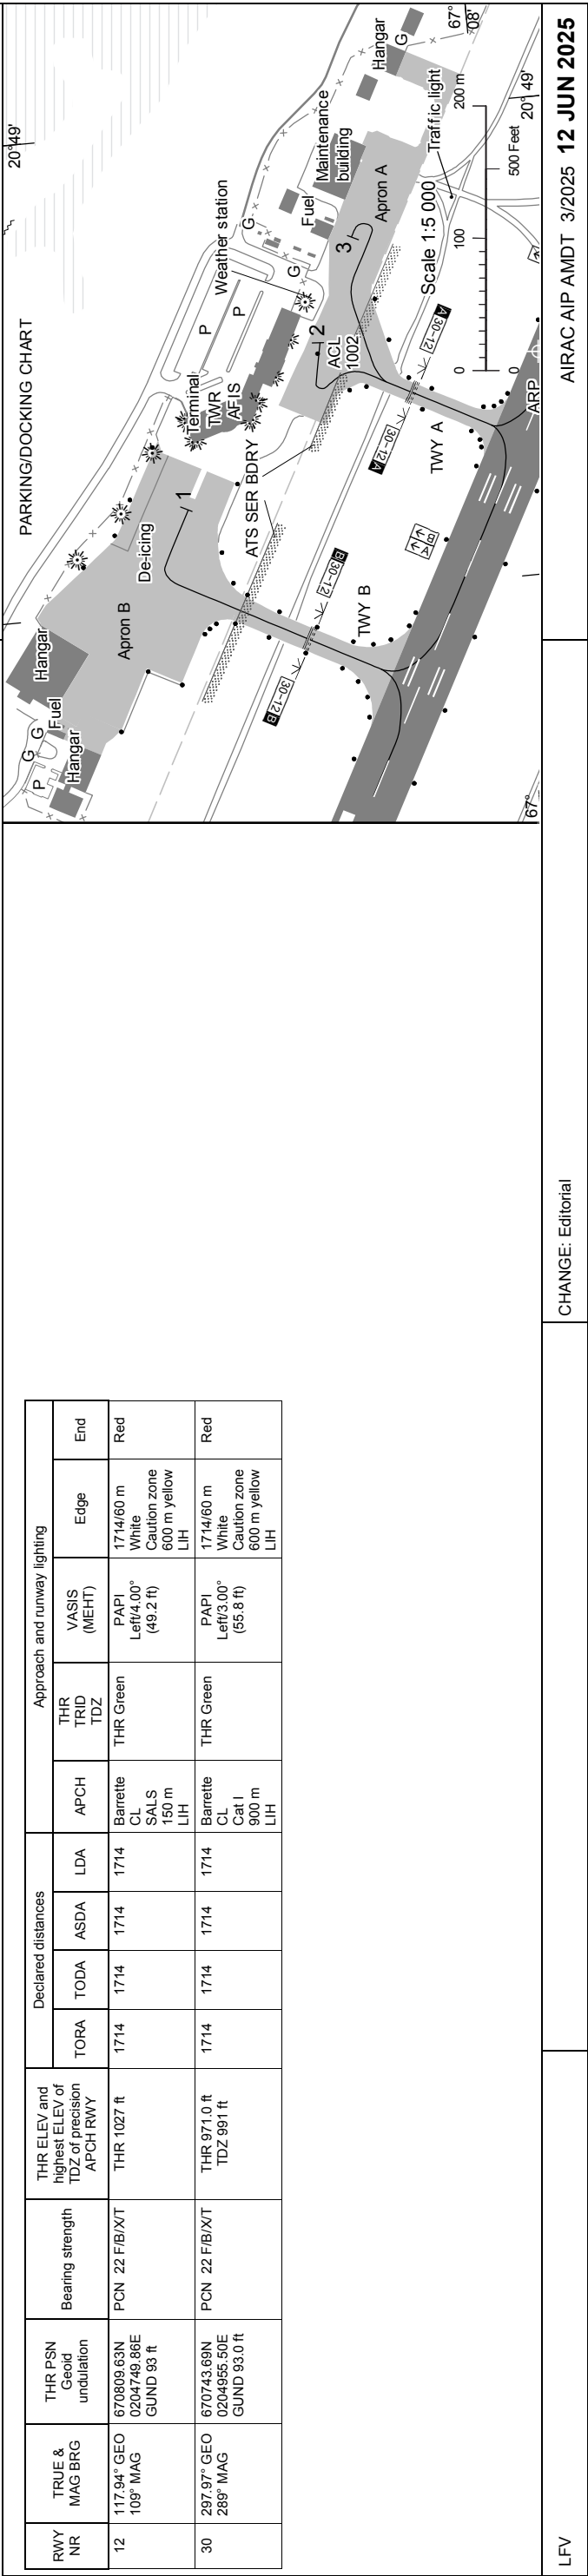 RWY
NR
TRUE &
MAG BRG
THR PSN
Geoid
undulation
Bearing strength
THR ELEV and
highest ELEV of
TDZ of precision
APCH RWY
Declared distances
TORA
TODA
ASDA
LDA
Approach and runway lighting
APCH
THR
TRID
TDZ
VASIS
(MEHT)
Edge
End
12
117.94° GEO
109° MAG
670809.63N
0204749.86E
GUND 93 ft
PCN 22 F/B/X/T
THR 1027 ft
1714
1714
1714
1714
Barrette
CL
SALS
150 m
LIH
THR Green
PAPI
Left/4.00°
(49.2 ft)
1714/60 m
White
Caution zone
600 m yellow
LIH
Red
30
297.97° GEO
289° MAG
670743.69N
0204955.50E
GUND 93.0 ft
PCN 22 F/B/X/T
THR 971.0 ft
TDZ 991 ft
1714
1714
1714
1714
Barrette
CL
Cat I
900 m
LIH
THR Green
PAPI
Left/3.00°
(55.8 ft)
1714/60 m
White
Caution zone
600 m yellow
LIH
Red
PARKING/DOCKING CHART
20°49'
Hangar
P
G
G
Fuel
Hangar
Apron B
De-icing
1
Terminal
TWR
AFIS
P
P
Weather station
G
G
Fuel
Maintenance
building
Hangar
G
67°
08'
ATS SER BDRY
2
ACL
1002
3
Apron A
B 30-12
30-12 B
TWY B
30-12 A
A 30-12
TWY A
B A
Traffic light
Scale 1:5 000
0
100
200 m
0
500 Feet
ARP
67°
20° 49'
LFV
CHANGE: Editorial
AIRAC AIP AMDT 3/2025 12 JUN 2025